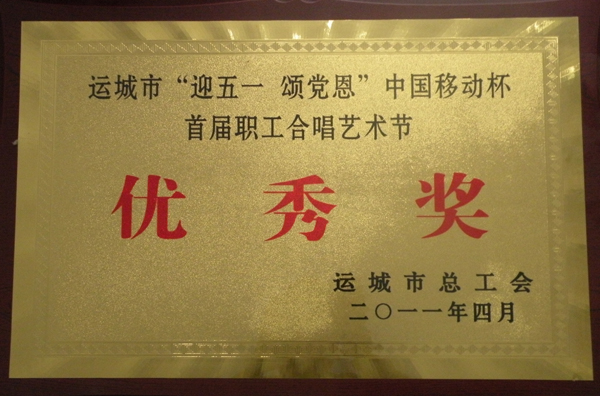 运城市“迎五一 颂党恩”中国移动杯
首届职工合唱艺术节
优秀奖
运城市总工会
二〇一一年四月